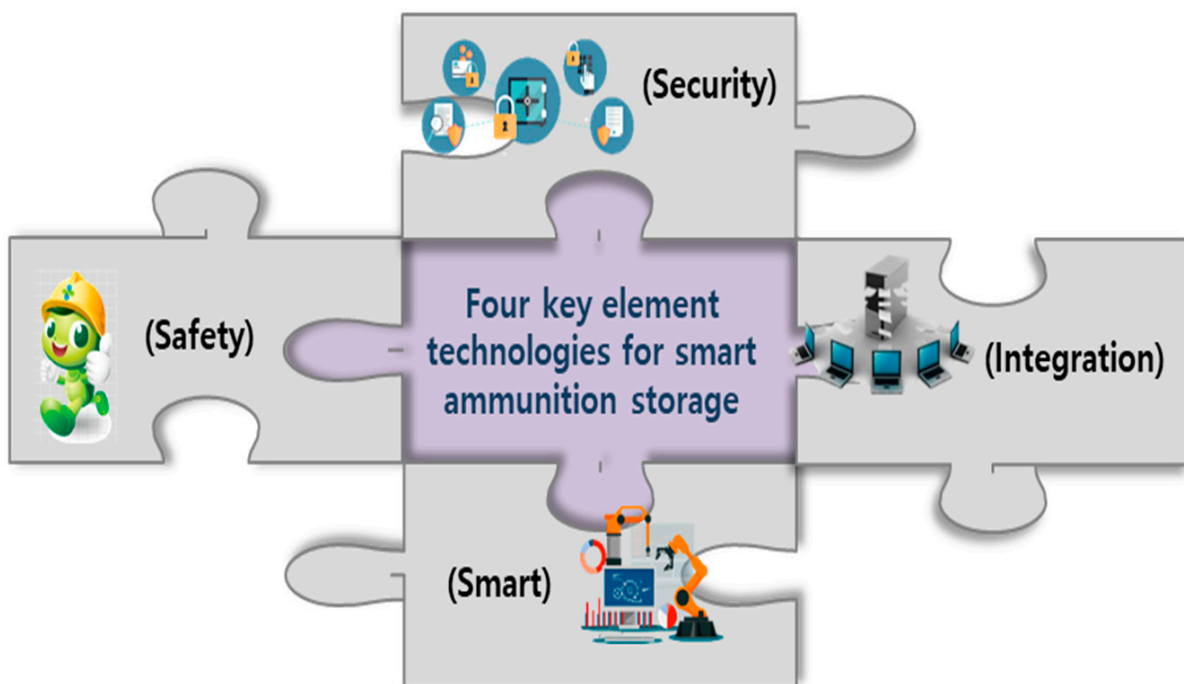 (Security)
(Safety)
Four key element
technologies for smart
ammunition storage
(Integration)
(Smart)